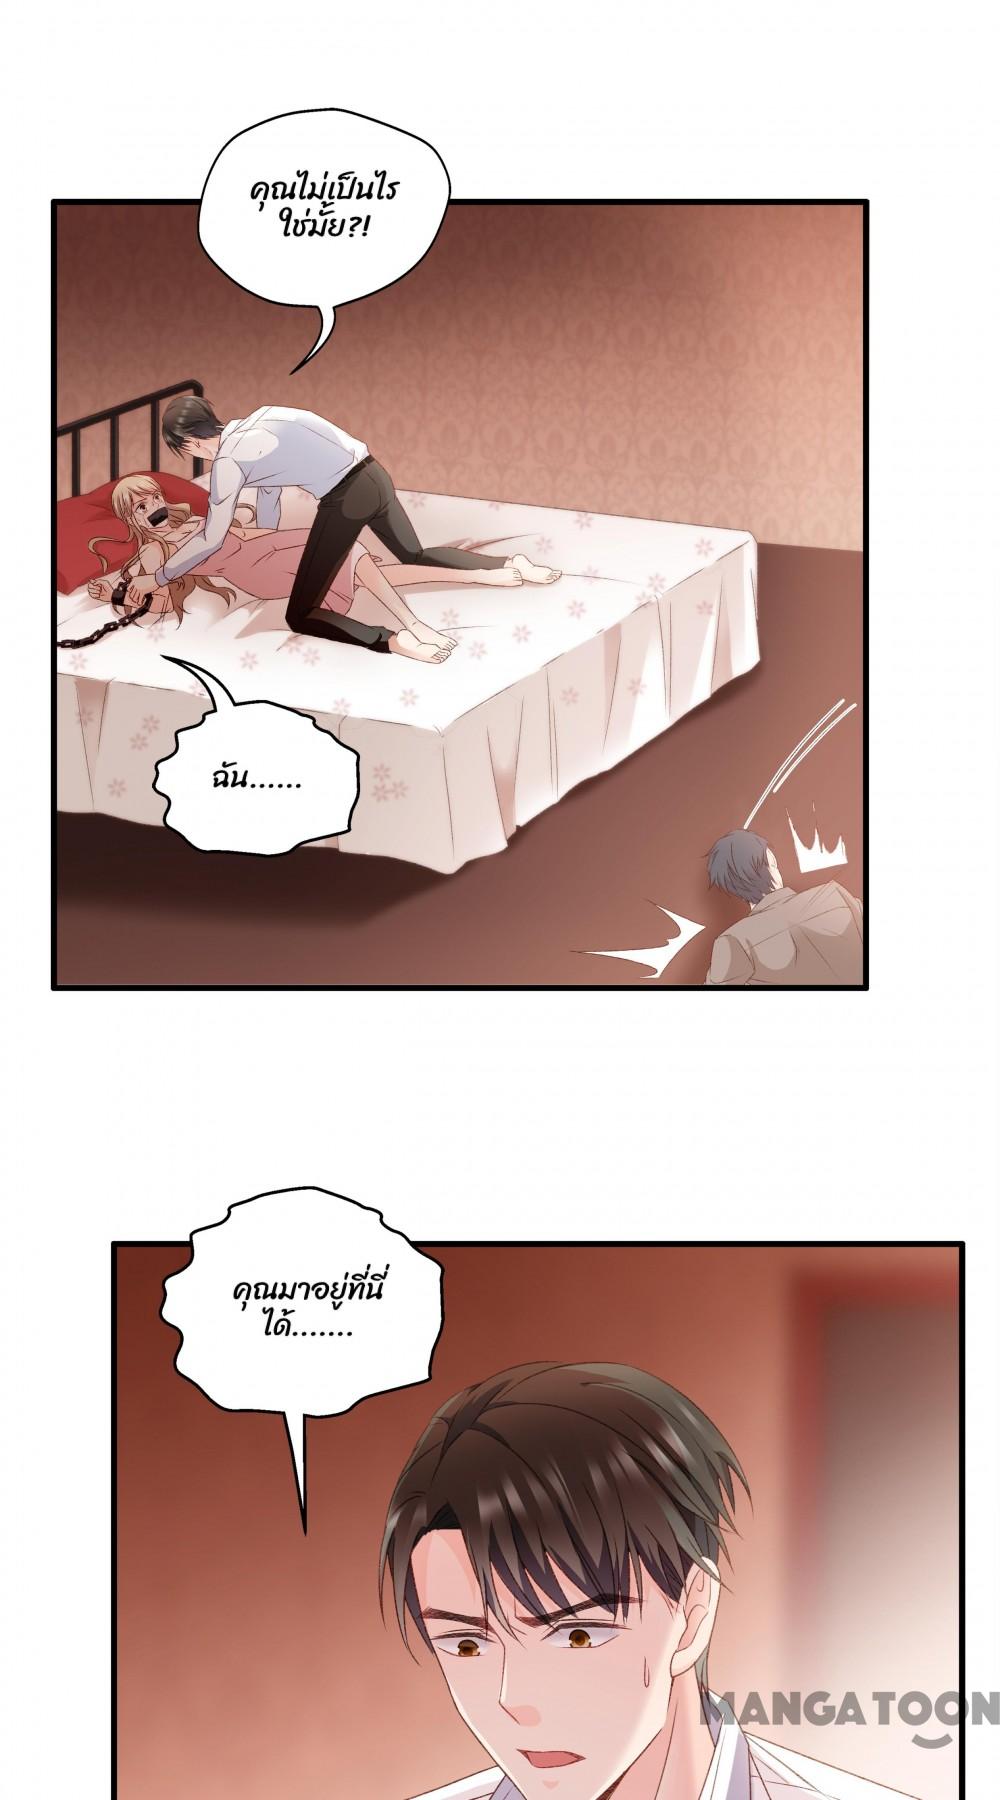 คุณไม่เป็นไร
ใช่มั้ย?!
ฉัน......
คุณมาอยู่ที่นี่
ได้.......
MANGATOON